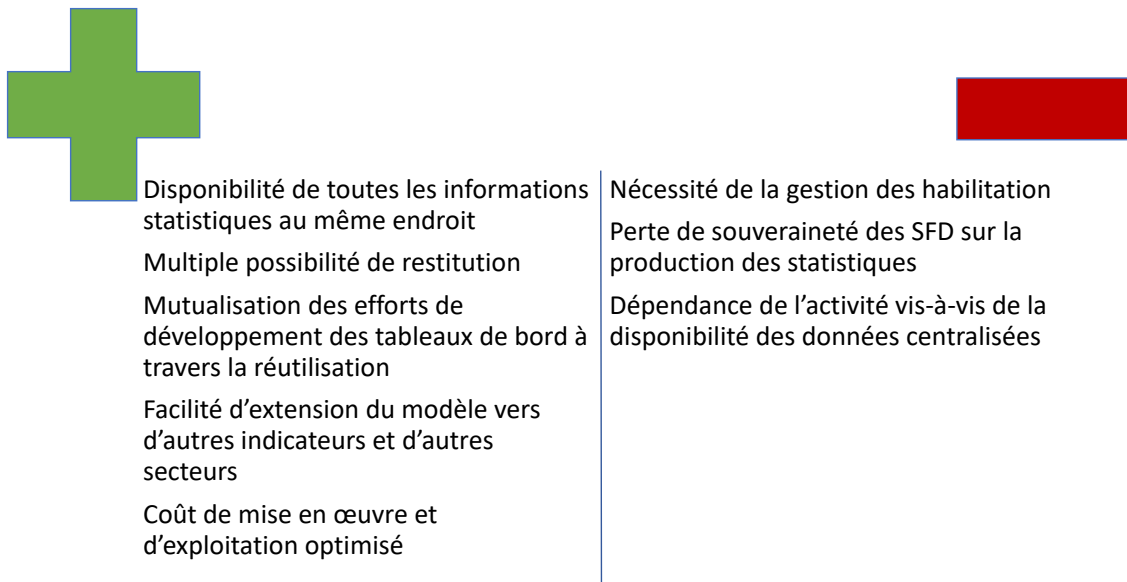 Disponibilité de toutes les informations
statistiques au même endroit
Multiple possibilité de restitution
Mutualisation des efforts de
développement des tableaux de bord à
travers la réutilisation
Facilité d’extension du modèle vers
d’autres indicateurs et d’autres
secteurs
Coût de mise en œuvre et
d’exploitation optimisé
Nécessité de la gestion des habilitation
Perte de souveraineté des SFD sur la
production des statistiques
Dépendance de l’activité vis-à-vis de la
disponibilité des données centralisées